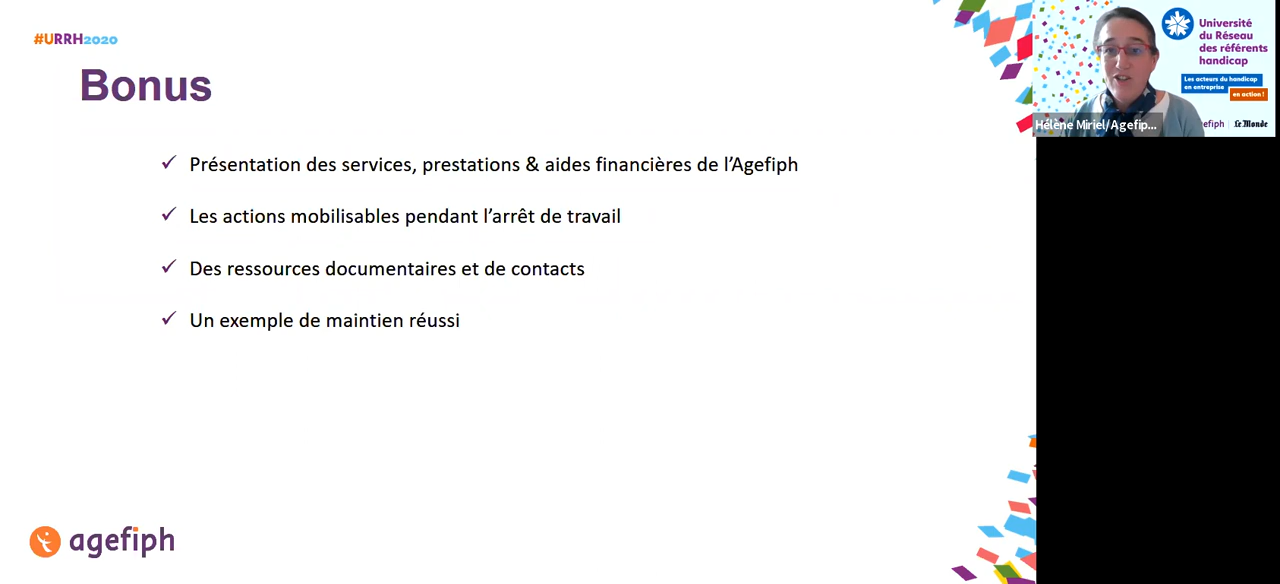 #URRH2020
Bonus
✓ Présentation des services, prestations & aides financières de l’Agefiph
✓ Les actions mobilisables pendant l’arrêt de travail
✓ Des ressources documentaires et de contacts
✓ Un exemple de maintien réussi
agefiph
Université
du Réseau
des référents
handicap
Les acteurs du handicap
en entreprise
en action !
Hélène Miriel/Agefip...
efiph
Le Monde